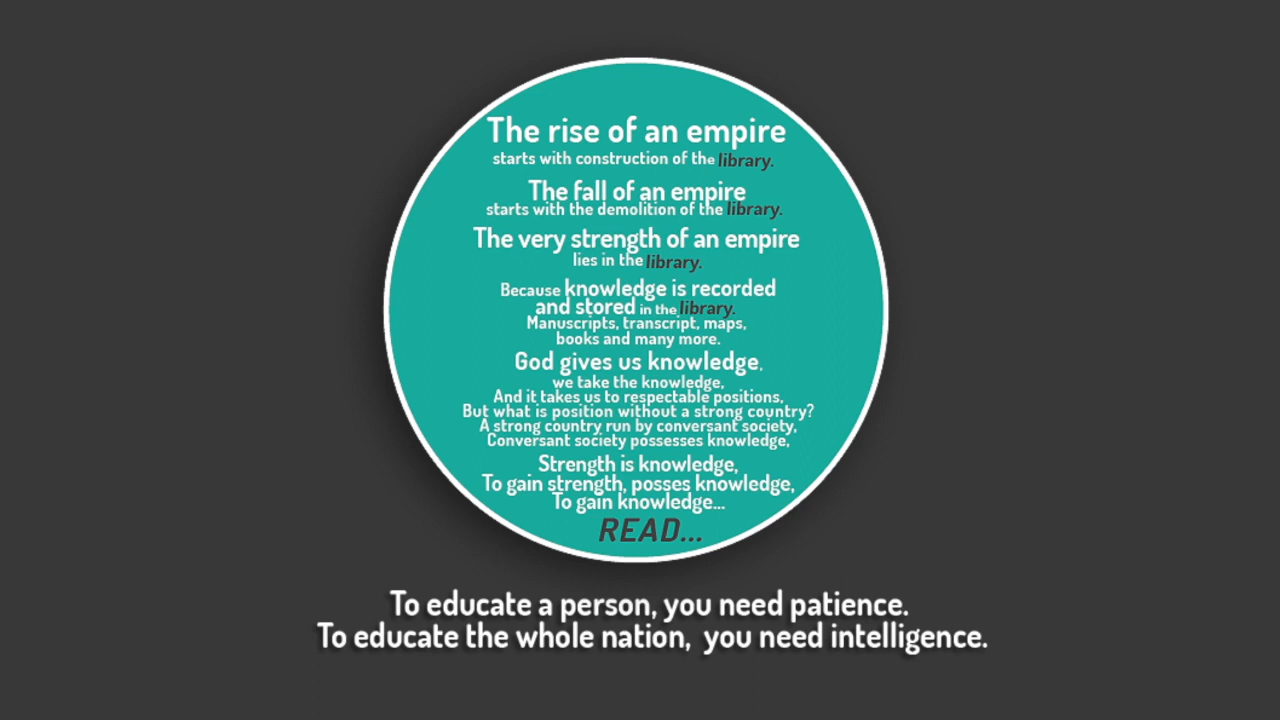 The rise of an empire
starts with construction of the library.
The fall of an empire
starts with the demolition of the library.
The very strength of an empire
lies in the library.
Because knowledge is recorded
and stored in the library.
Manuscripts, transcript, maps,
books and many more.
God gives us knowledge,
we take the knowledge,
And it takes us to respectable positions,
But what is position without a strong country?
A strong country run by conversant society,
Conversant society possesses knowledge,
Strength is knowledge,
To gain strength, posses knowledge,
To gain knowledge...
READ...
To educate a person, you need patience.
To educate the whole nation, you need intelligence.